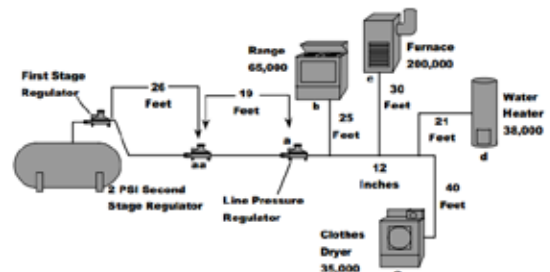 First Stage
Regulator
26
Feet
19
Feet
Range
65,000
b
Furnace
200,000
c
30
Feet
25
Feet
Water
Heater
38,000
21
Feet
d
a
aa
12
Inches
40
Feet
2 PSI Second
Stage Regulator
Line Pressure
Regulator
Clothes
Dryer
35,000